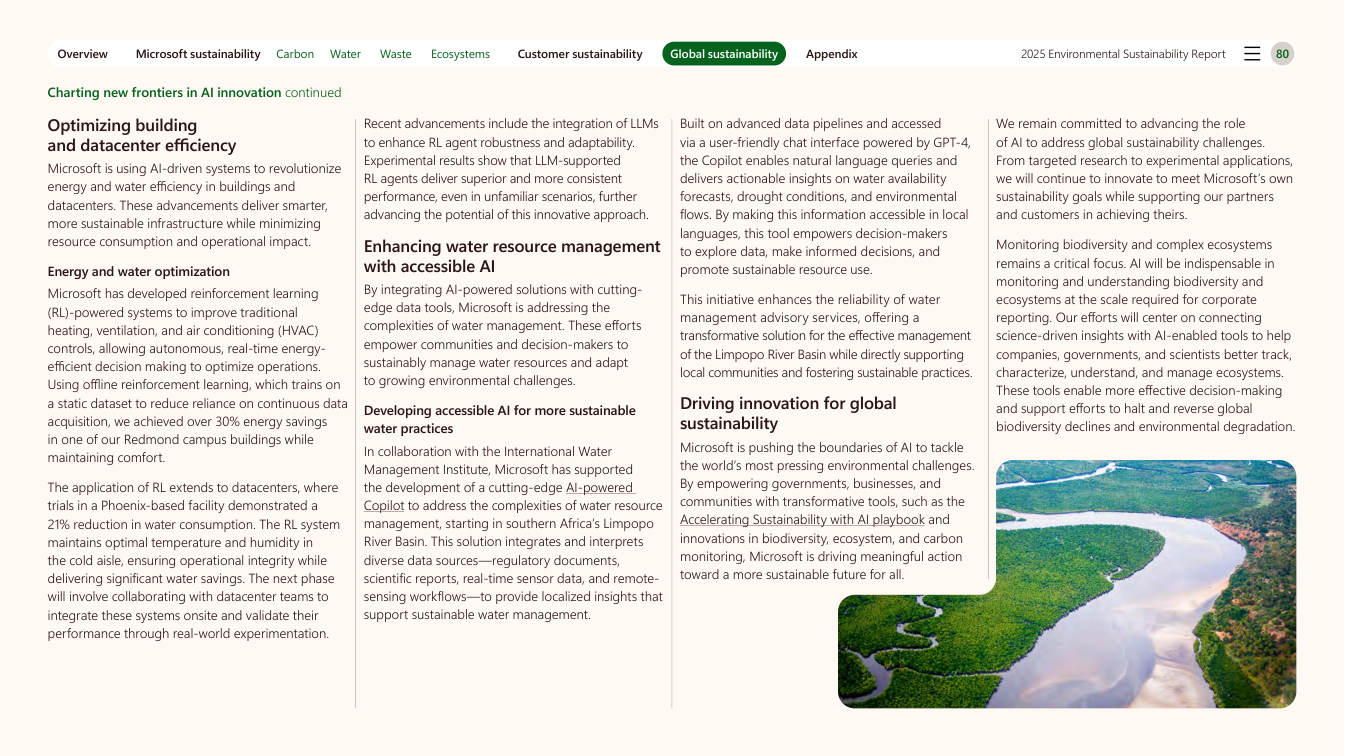 Overview Microsoft sustainability Carbon Water Waste Ecosystems Customer sustainability Global sustainability Appendix 2025 Environmental Sustainability Report 80
Charting new frontiers in AI innovation continued
Optimizing building
and datacenter efficiency
Microsoft is using AI-driven systems to revolutionize
energy and water efficiency in buildings and
datacenters. These advancements deliver smarter,
more sustainable infrastructure while minimizing
resource consumption and operational impact.
Energy and water optimization
Microsoft has developed reinforcement learning
(RL)-powered systems to improve traditional
heating, ventilation, and air conditioning (HVAC)
controls, allowing autonomous, real-time energy-
efficient decision making to optimize operations.
Using offline reinforcement learning, which trains on
a static dataset to reduce reliance on continuous data
acquisition, we achieved over 30% energy savings
in one of our Redmond campus buildings while
maintaining comfort.
The application of RL extends to datacenters, where
trials in a Phoenix-based facility demonstrated a
21% reduction in water consumption. The RL system
maintains optimal temperature and humidity in
the cold aisle, ensuring operational integrity while
delivering significant water savings. The next phase
will involve collaborating with datacenter teams to
integrate these systems onsite and validate their
performance through real-world experimentation.
Recent advancements include the integration of LLMs
to enhance RL agent robustness and adaptability.
Experimental results show that LLM-supported
RL agents deliver superior and more consistent
performance, even in unfamiliar scenarios, further
advancing the potential of this innovative approach.
Enhancing water resource management
with accessible AI
By integrating AI-powered solutions with cutting-
edge data tools, Microsoft is addressing the
complexities of water management. These efforts
empower communities and decision-makers to
sustainably manage water resources and adapt
to growing environmental challenges.
Developing accessible AI for more sustainable
water practices
In collaboration with the International Water
Management Institute, Microsoft has supported
the development of a cutting-edge AI-powered
Copilot to address the complexities of water resource
management, starting in southern Africa's Limpopo
River Basin. This solution integrates and interprets
diverse data sources—regulatory documents,
scientific reports, real-time sensor data, and remote-
sensing workflows—to provide localized insights that
support sustainable water management.
Built on advanced data pipelines and accessed
via a user-friendly chat interface powered by GPT-4,
the Copilot enables natural language queries and
delivers actionable insights on water availability
forecasts, drought conditions, and environmental
flows. By making this information accessible in local
languages, this tool empowers decision-makers
to explore data, make informed decisions, and
promote sustainable resource use.
This initiative enhances the reliability of water
management advisory services, offering a
transformative solution for the effective management
of the Limpopo River Basin while directly supporting
local communities and fostering sustainable practices.
Driving innovation for global
sustainability
Microsoft is pushing the boundaries of AI to tackle
the world's most pressing environmental challenges.
By empowering governments, businesses, and
communities with transformative tools, such as the
Accelerating Sustainability with AI playbook and
innovations in biodiversity, ecosystem, and carbon
monitoring, Microsoft is driving meaningful action
toward a more sustainable future for all.
We remain committed to advancing the role
of AI to address global sustainability challenges.
From targeted research to experimental applications,
we will continue to innovate to meet Microsoft's own
sustainability goals while supporting our partners
and customers in achieving theirs.
Monitoring biodiversity and complex ecosystems
remains a critical focus. AI will be indispensable in
monitoring and understanding biodiversity and
ecosystems at the scale required for corporate
reporting. Our efforts will center on connecting
science-driven insights with AI-enabled tools to help
companies, governments, and scientists better track,
characterize, understand, and manage ecosystems.
These tools enable more effective decision-making
and support efforts to halt and reverse global
biodiversity declines and environmental degradation.